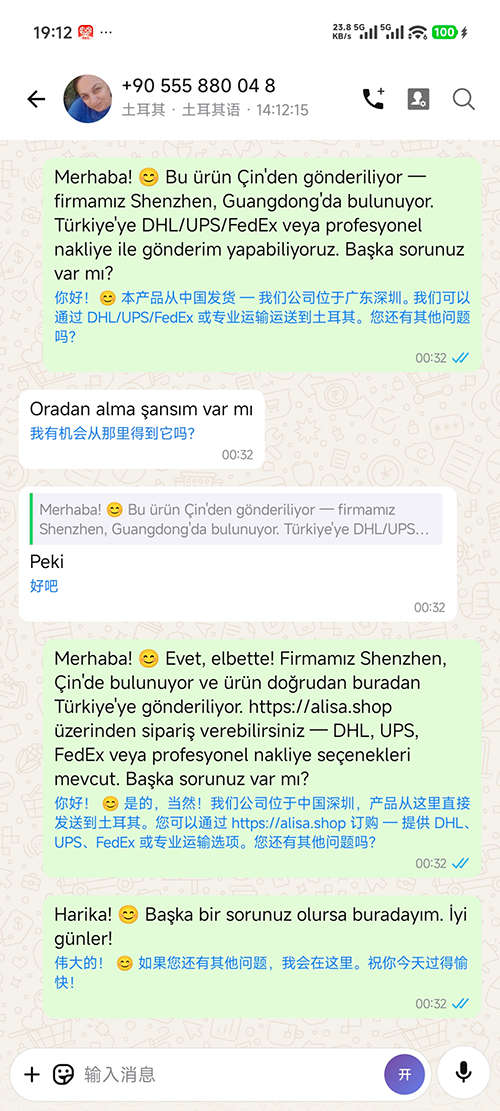 19:12 ···
23.8 KB/s 5G 5G 6 100
+90 555 880 04 8
土耳其 · 土耳其语 · 14:12:15
Merhaba! 😊 Bu ürün Çin'den gönderiliyor —
firmamız Shenzhen, Guangdong'da bulunuyor.
Türkiye'ye DHL/UPS/FedEx veya profesyonel
nakliye ile gönderim yapabiliyoruz. Başka sorunuz
var mı?
你好！ 😊 本产品从中国发货 — 我们公司位于广东深圳。我们可以
通过 DHL/UPS/FedEx 或专业运输运送到土耳其。您还有其他问题
吗？
00:32
Oradan alma şansım var mı
我有机会从那里得到它吗？
00:32
Merhaba! 😊 Bu ürün Çin'den gönderiliyor — firmamız
Shenzhen, Guangdong'da bulunuyor. Türkiye'ye DHL/UPS...
Peki
好吧
00:32
Merhaba! 😊 Evet, elbette! Firmamız Shenzhen,
Çin'de bulunuyor ve ürün doğrudan buradan
Türkiye'ye gönderiliyor. https://alisa.shop
üzerinden sipariş verebilirsiniz — DHL, UPS,
FedEx veya profesyonel nakliye seçenekleri
mevcut. Başka sorunuz var mı?
你好！ 😊 是的，当然！我们公司位于中国深圳，产品从这里直接
发送到土耳其。您可以通过 https://alisa.shop 订购 — 提供 DHL、
UPS、FedEx 或专业运输选项。您还有其他问题吗？
00:32
Harika! 😊 Başka bir sorunuz olursa buradayım. İyi
günler!
伟大的！ 😊 如果您还有其他问题，我会在这里。祝你今天过得愉
快！
00:32
输入消息
开